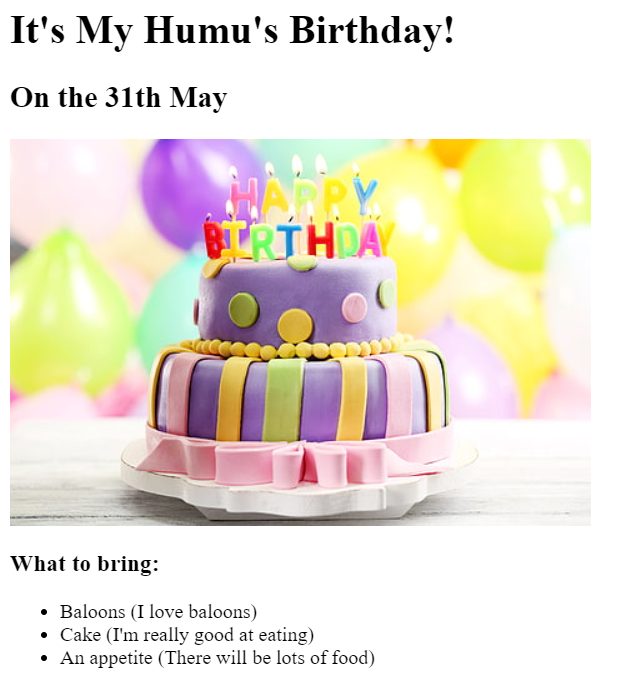 It's My Humu's Birthday!
On the 31th May
HAPPY
BIRTHDAY
What to bring:
Baloons (I love baloons)
Cake (I'm really good at eating)
An appetite (There will be lots of food)